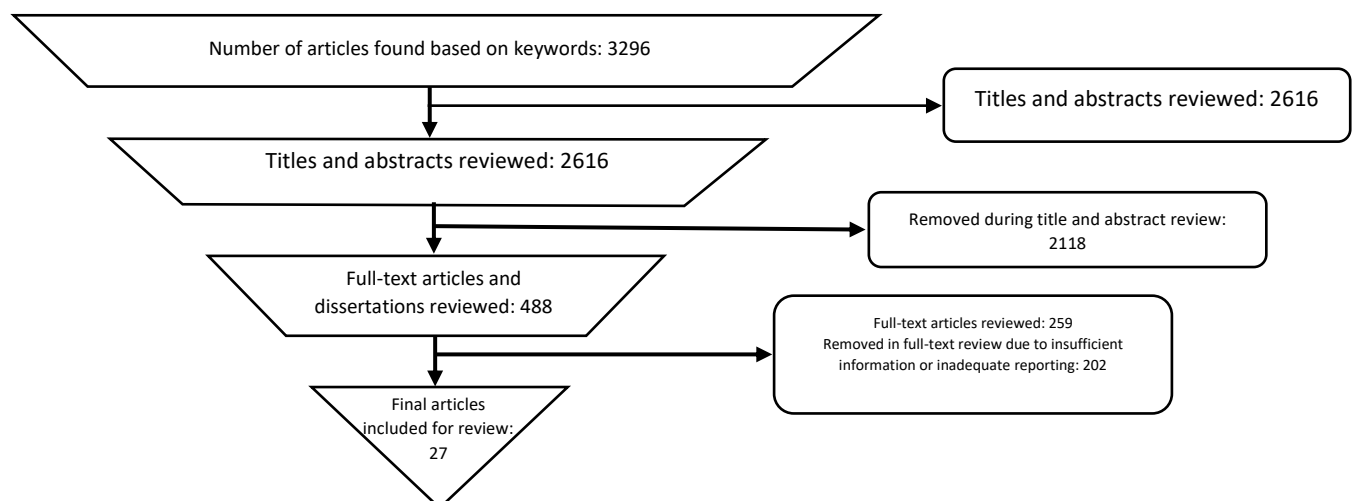 Number of articles found based on keywords: 3296
Titles and abstracts reviewed: 2616
Titles and abstracts reviewed: 2616
Removed during title and abstract review:
2118
Full-text articles and
dissertations reviewed: 488
Full-text articles reviewed: 259
Removed in full-text review due to insufficient
information or inadequate reporting: 202
Final articles
included for review:
27